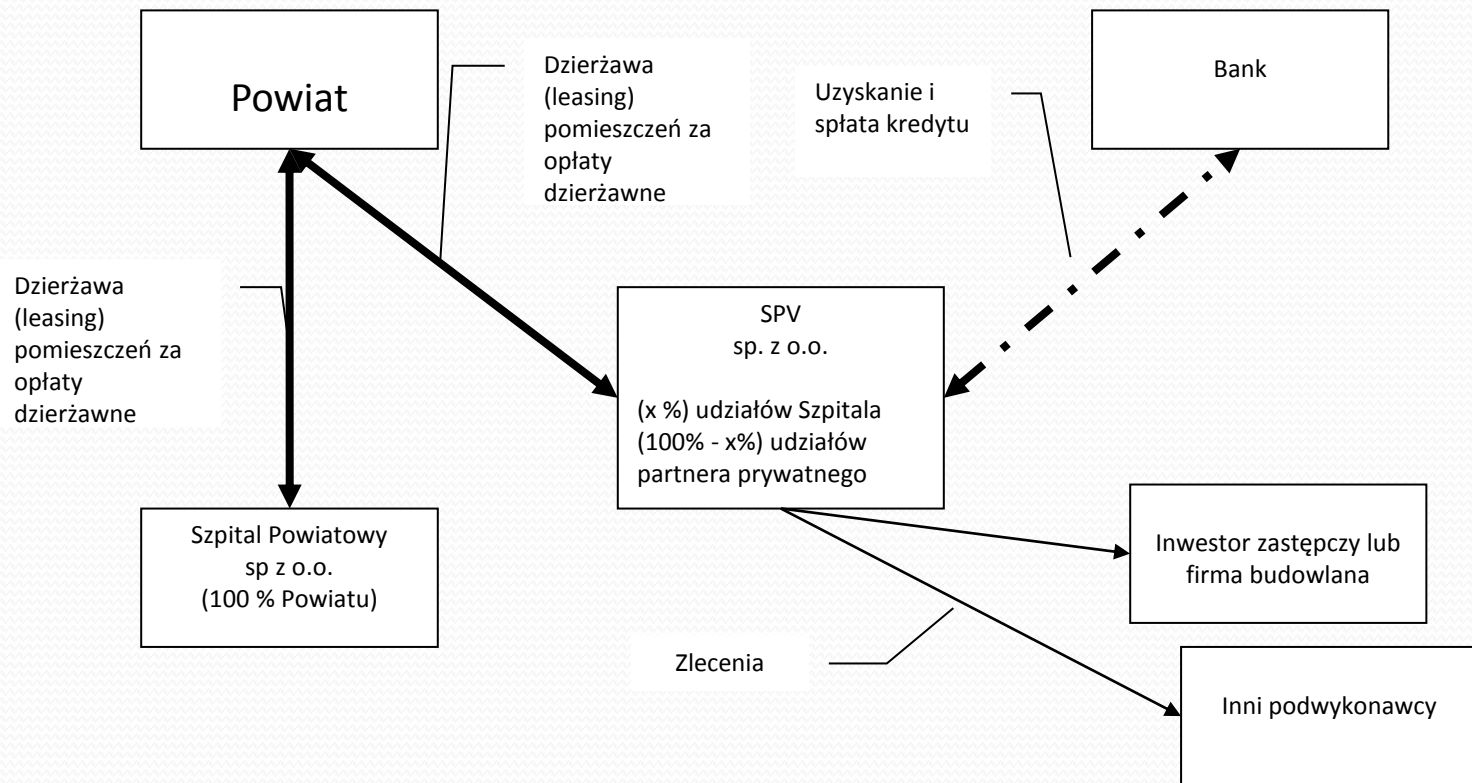 Powiat
Dzierżawa
(leasing)
pomieszczeń za
opłaty
dzierżawne
Uzyskanie i
spłata kredytu
Bank
Dzierżawa
(leasing)
pomieszczeń za
opłaty
dzierżawne
SPV
sp. z o.o.
(x %) udziałów Szpitala
(100% - x%) udziałów
partnera prywatnego
Szpital Powiatowy
sp z o.o.
(100 % Powiatu)
Inwestor zastępczy lub
firma budowlana
Zlecenia
Inni podwykonawcy